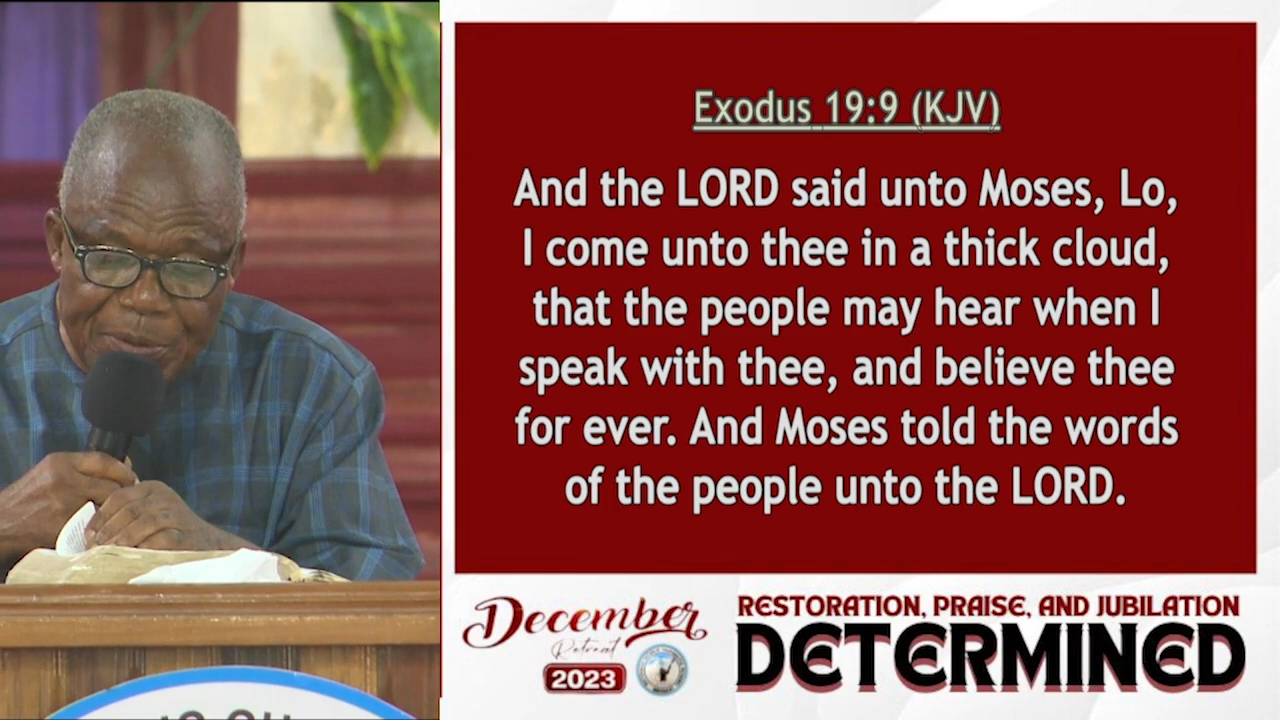 Exodus 19:9 (KJV)
And the LORD said unto Moses, Lo,
I come unto thee in a thick cloud,
that the people may hear when I
speak with thee, and believe thee
for ever. And Moses told the words
of the people unto the LORD.
December
Retreat
2023
RESTORATION, PRAISE, AND JUBILATION
DETERMINED